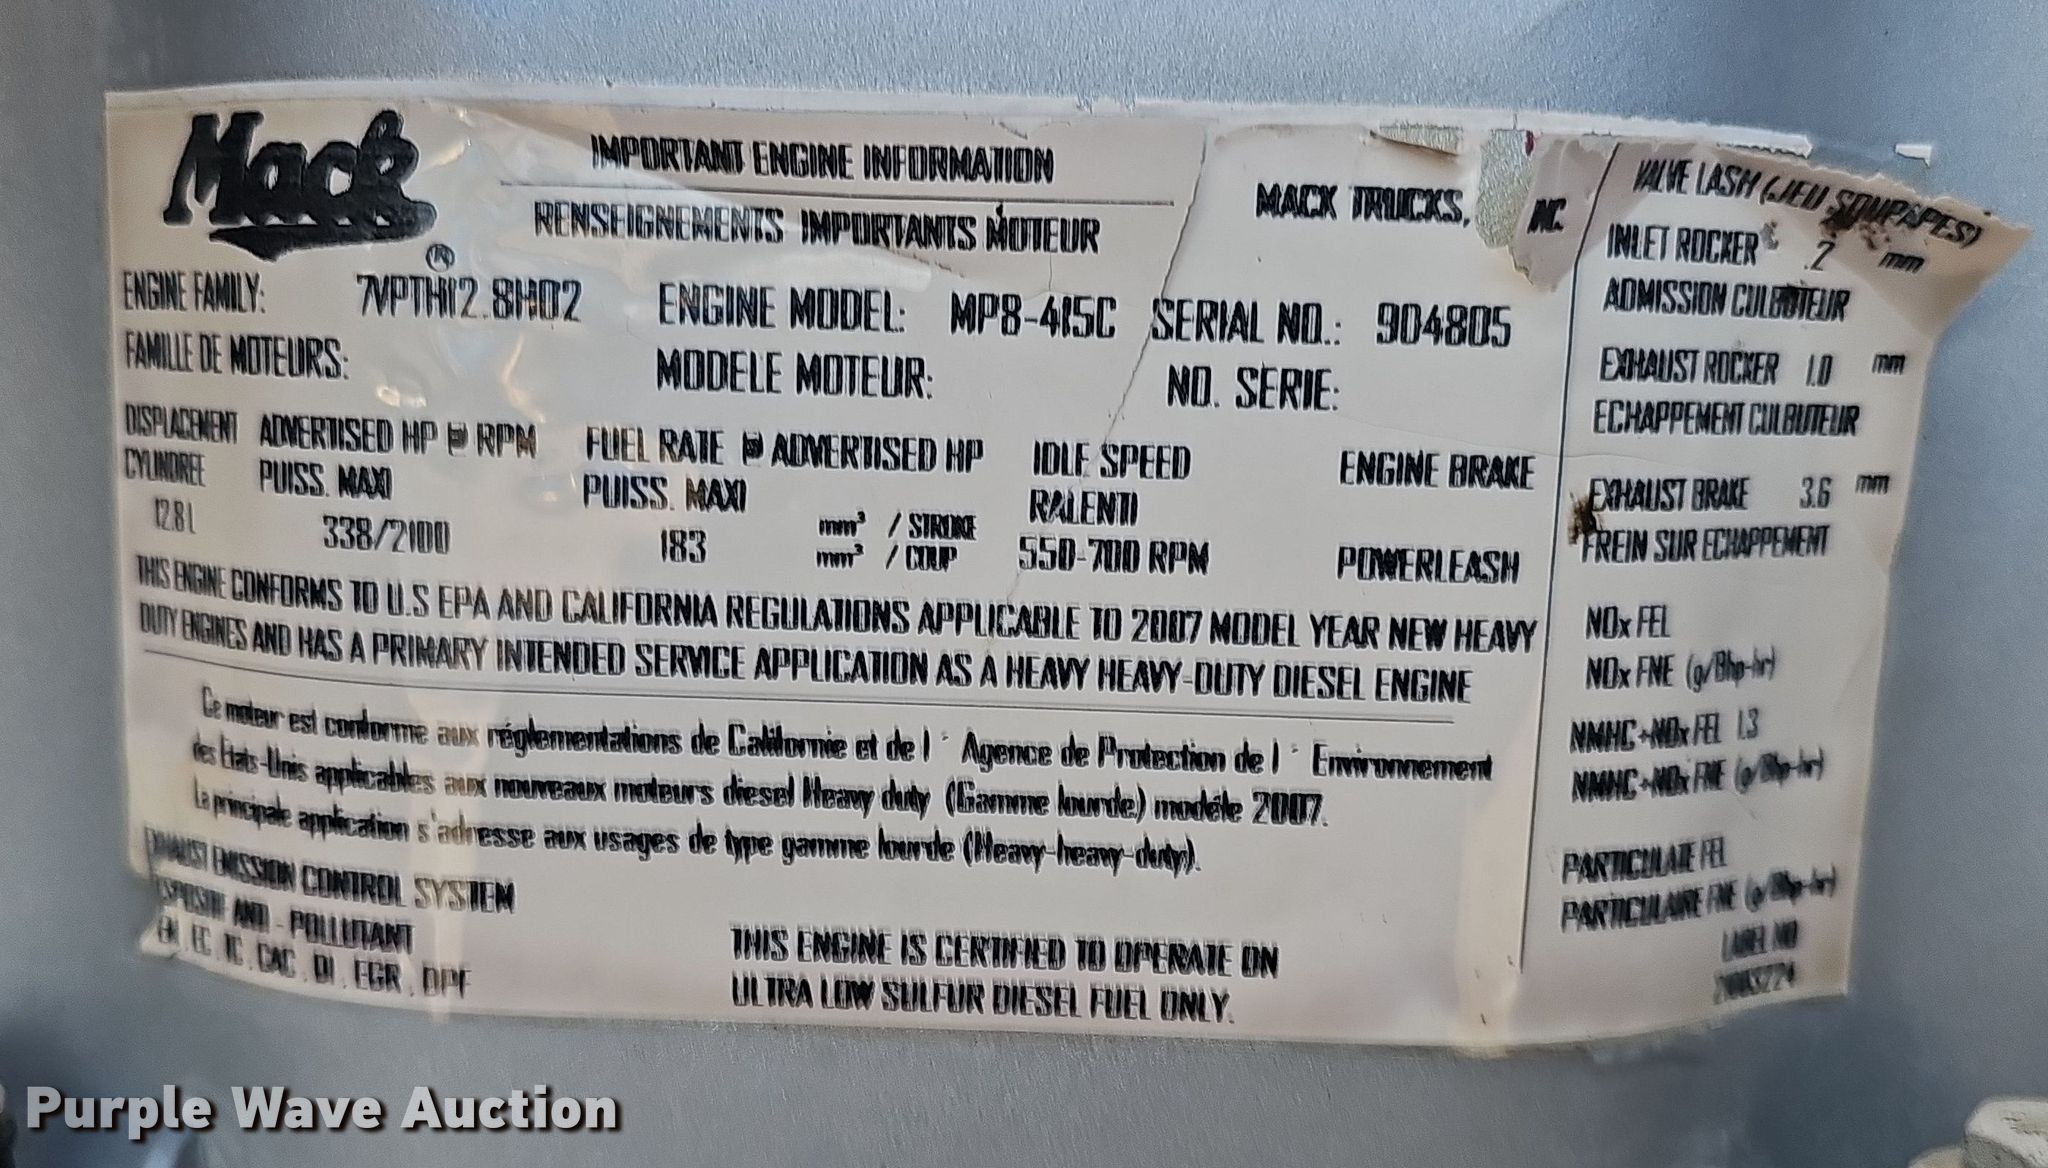 Mack
®
IMPORTANT ENGINE INFORMATION
RENSEIGNEMENTS IMPORTANTS MOTEUR
MACK TRUCKS, INC.
ENGINE FAMILY: 7VPTH12.8H02
FAMILLE DE MOTEURS:
ENGINE MODEL: MP8-415C
MODELE MOTEUR:
SERIAL NO.: 904805
NO. SERIE:
DISPLACEMENT
CYLINDREE
12.8 L
ADVERTISED HP @ RPM
PUISS. MAXI
338/2100
FUEL RATE @ ADVERTISED HP
PUISS. MAXI
183 mm³ / STROKE
mm³ / COUP
IDLE SPEED
RALENTI
550-700 RPM
ENGINE BRAKE
POWERLEASH
THIS ENGINE CONFORMS TO U.S EPA AND CALIFORNIA REGULATIONS APPLICABLE TO 2007 MODEL YEAR NEW HEAVY
DUTY ENGINES AND HAS A PRIMARY INTENDED SERVICE APPLICATION AS A HEAVY HEAVY-DUTY DIESEL ENGINE
Ce moteur est conforme aux réglementations de Californie et de l ' Agence de Protection de l ' Environnement
des Etats-Unis applicables aux nouveaux moteurs diesel Heavy duty (Gamme lourde) modéle 2007.
La principale application s'adresse aux usages de type gamme lourde (Heavy-heavy-duty).
EXHAUST EMISSION CONTROL SYSTEM
ANTI - POLLUTANT
EM , EC , TC , CAC , DI , EGR , DPF
THIS ENGINE IS CERTIFIED TO OPERATE ON
ULTRA LOW SULFUR DIESEL FUEL ONLY.
VALVE LASH (JEU SOUPAPES)
INLET ROCKER .2 mm
ADMISSION CULBUTEUR
EXHAUST ROCKER 1.0 mm
ECHAPPEMENT CULBUTEUR
EXHAUST BRAKE 3.6 mm
FREIN SUR ECHAPPEMENT
NOx FEL
NOx FNE (g/Bhp-hr)
NMHC+NOx FEL 1.3
NMHC+NOx FNE (g/Bhp-hr)
PARTICULATE FEL
PARTICULAIRE FNE (g/Bhp-hr)
LABEL NO
Purple Wave Auction